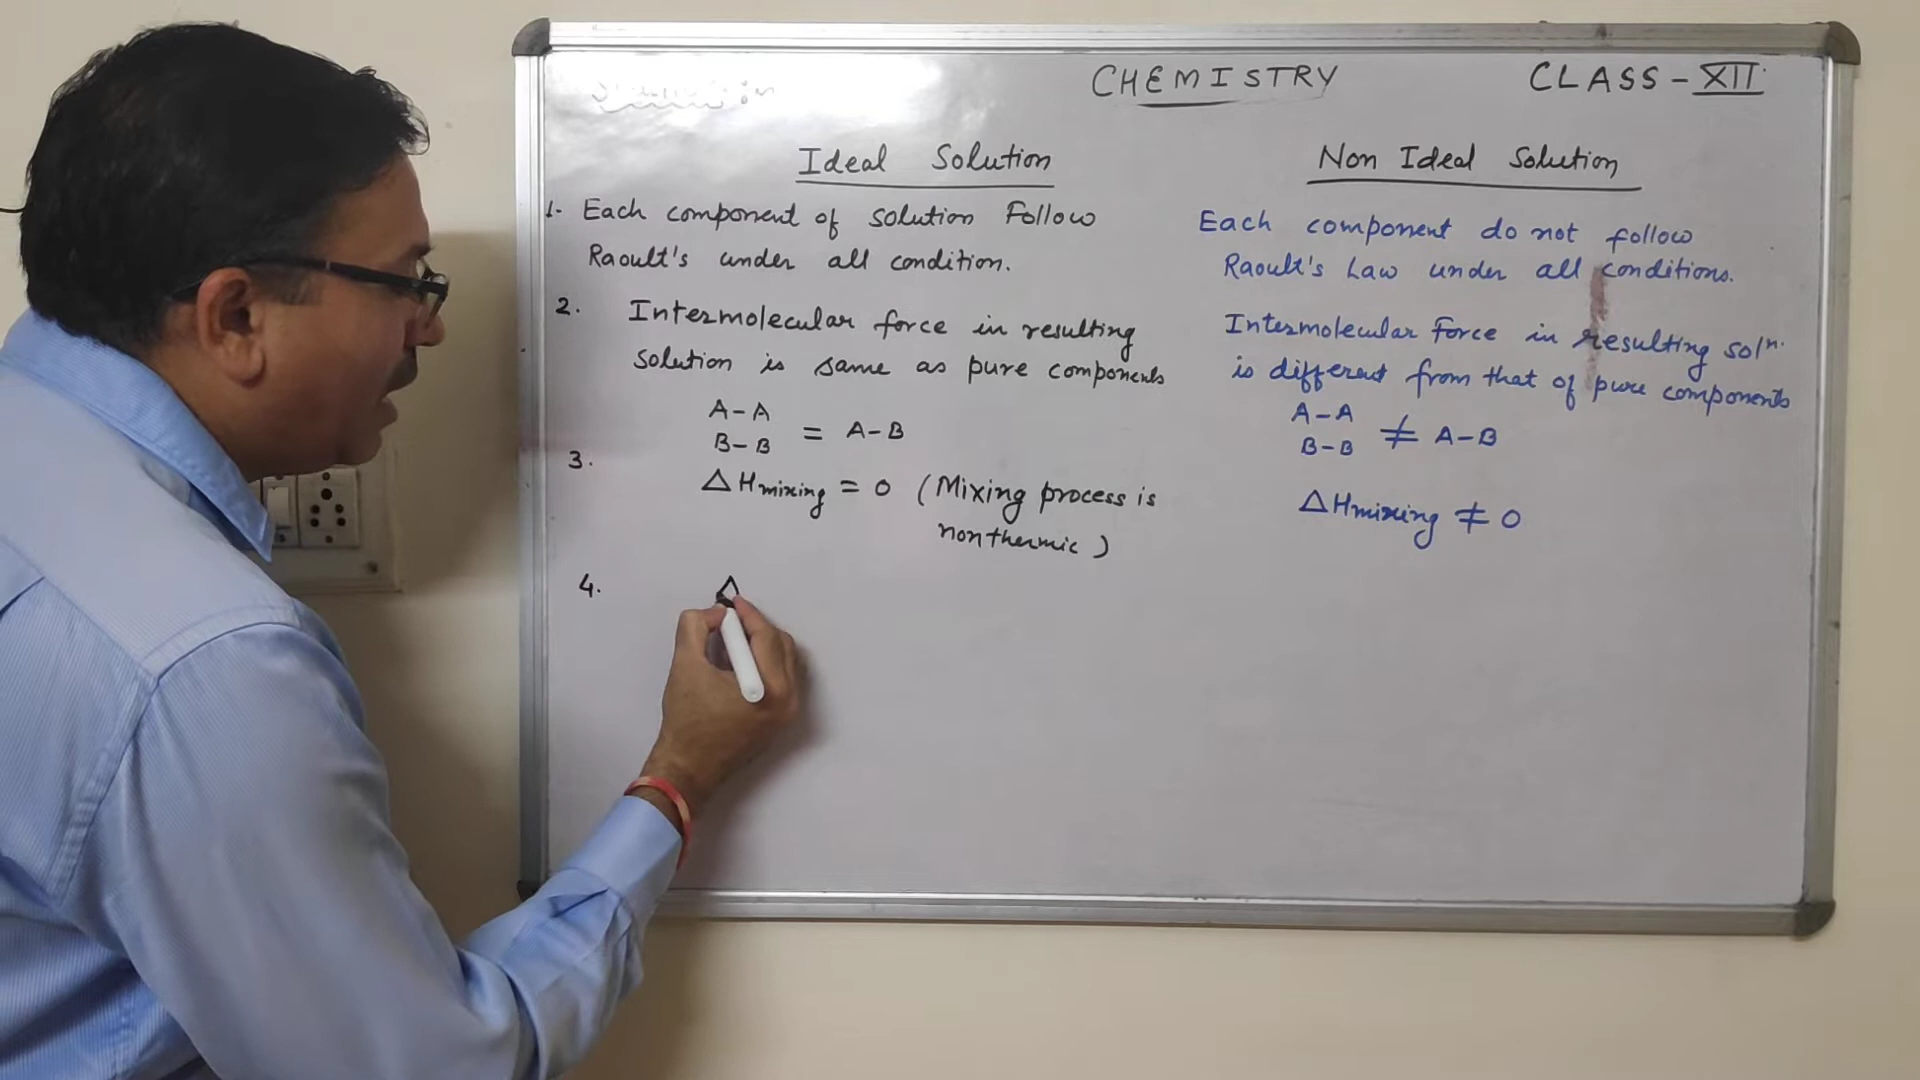 CHEMISTRY
CLASS-XII
Ideal Solution
1. Each component of solution Follow
Raoult's under all condition.
2. Intermolecular force in resulting
solution is same as pure components
A-A
B-B = A-B
3.
△Hmixing = 0 (Mixing process is
nonthermic)
4. △
Non Ideal Solution
Each component do not follow
Raoult's Law under all conditions.
Intermolecular Force in resulting solⁿ.
is different from that of pure components
A-A
B-B ≠ A-B
△Hmixing ≠ 0